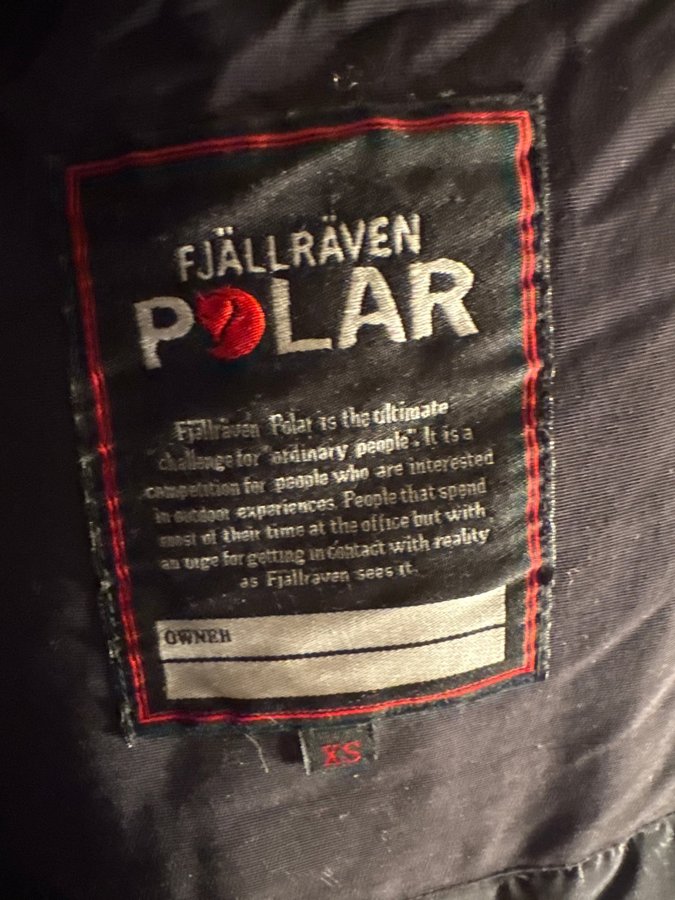 FJÄLLRÄVEN
POLAR
Fjällräven Polar is the ultimate
challenge for "ordinary people". It is a
competition for people who are interested
in outdoor experiences. People that spend
most of their time at the office but with
an urge for getting in contact with reality
as Fjällräven sees it.
OWNER
XS